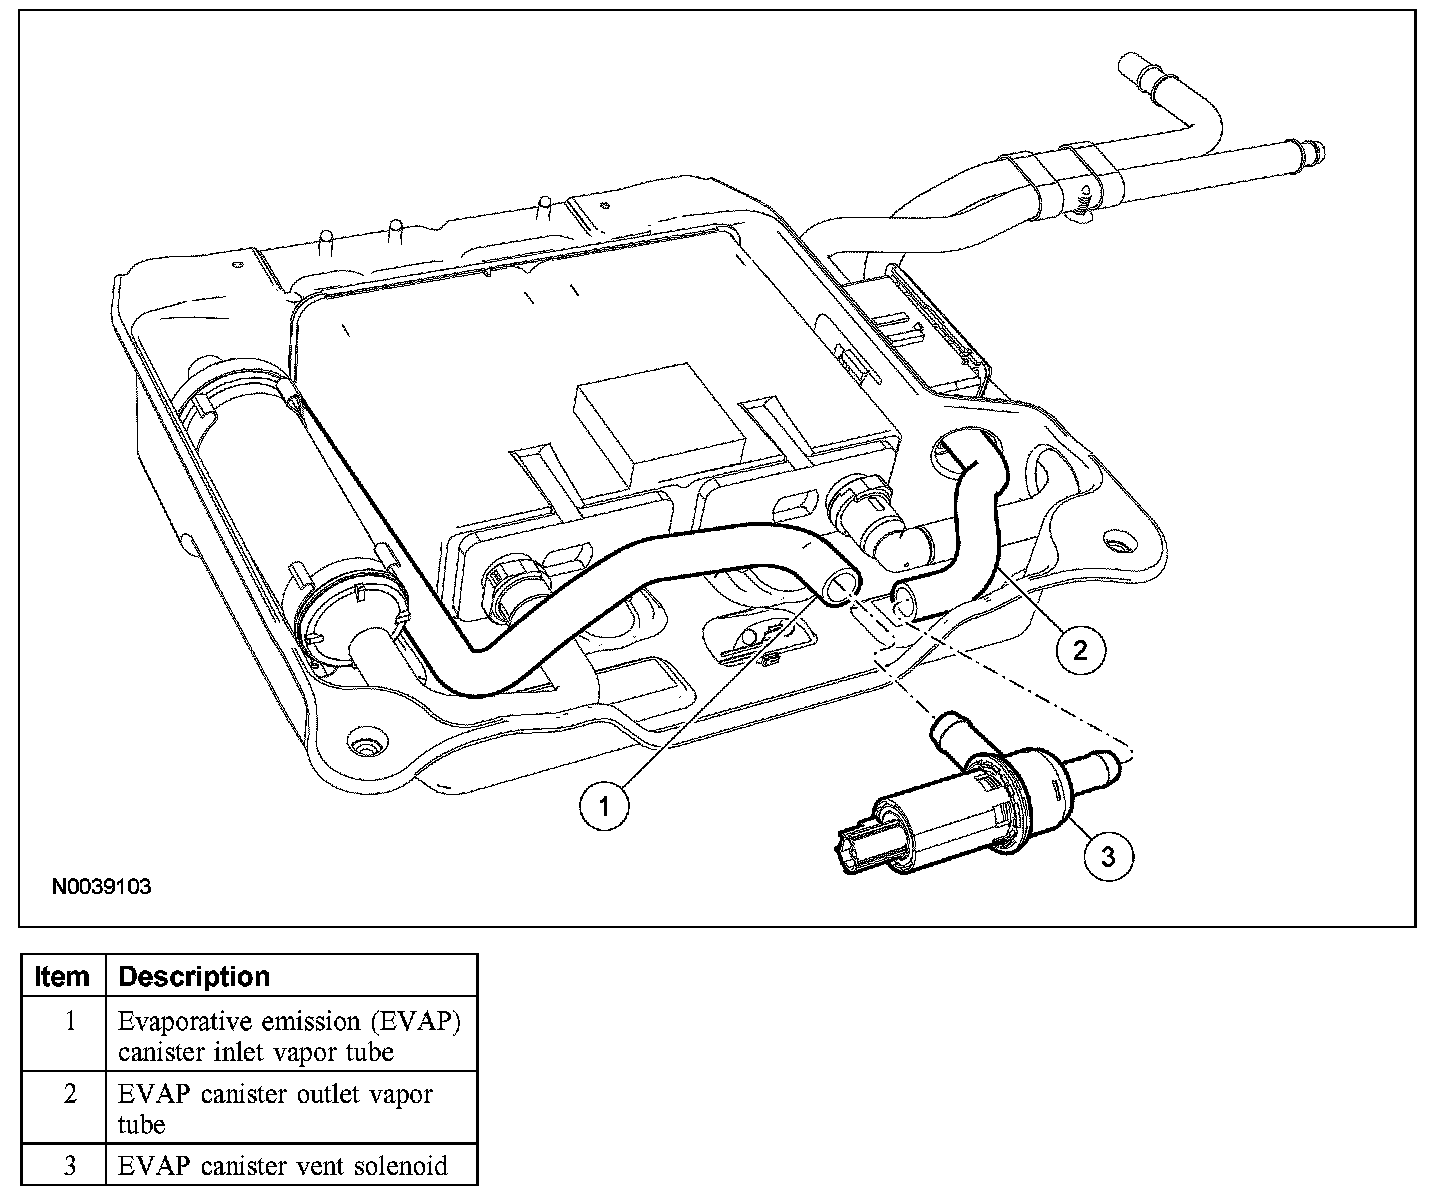 1
2
3
N0039103
Item Description
1 Evaporative emission (EVAP)
canister inlet vapor tube
2 EVAP canister outlet vapor
tube
3 EVAP canister vent solenoid